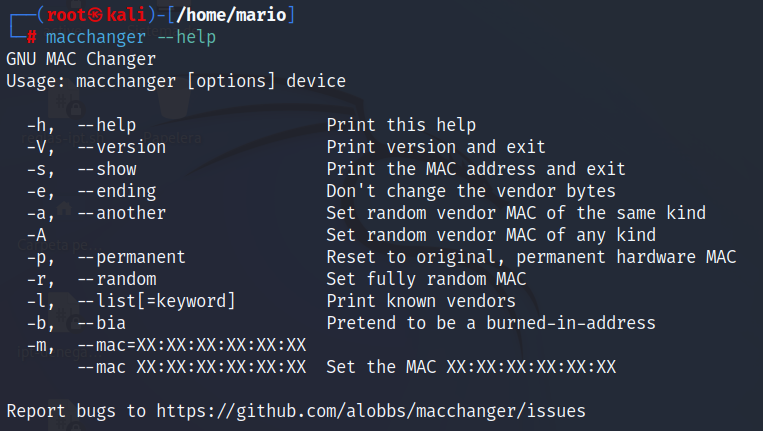 ┌──(root㉿kali)-[/home/mario]
└─# macchanger --help
GNU MAC Changer
Usage: macchanger [options] device
-h, --help Print this help
-V, --version Print version and exit
-s, --show Print the MAC address and exit
-e, --ending Don't change the vendor bytes
-a, --another Set random vendor MAC of the same kind
-A Set random vendor MAC of any kind
-p, --permanent Reset to original, permanent hardware MAC
-r, --random Set fully random MAC
-l, --list[=keyword] Print known vendors
-b, --bia Pretend to be a burned-in-address
-m, --mac=XX:XX:XX:XX:XX:XX
--mac XX:XX:XX:XX:XX:XX Set the MAC XX:XX:XX:XX:XX:XX
Report bugs to https://github.com/alobbs/macchanger/issues